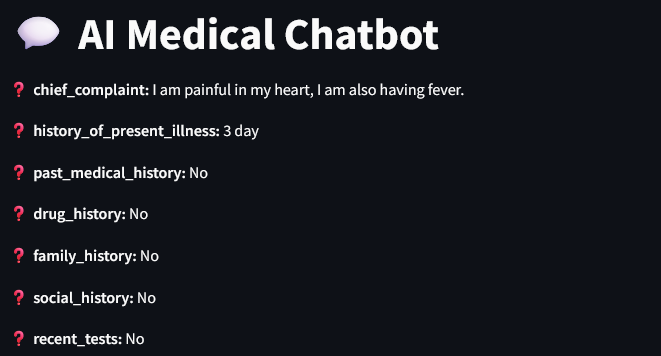 AI Medical Chatbot
❓ chief_complaint: I am painful in my heart, I am also having fever.
❓ history_of_present_illness: 3 day
❓ past_medical_history: No
❓ drug_history: No
❓ family_history: No
❓ social_history: No
❓ recent_tests: No